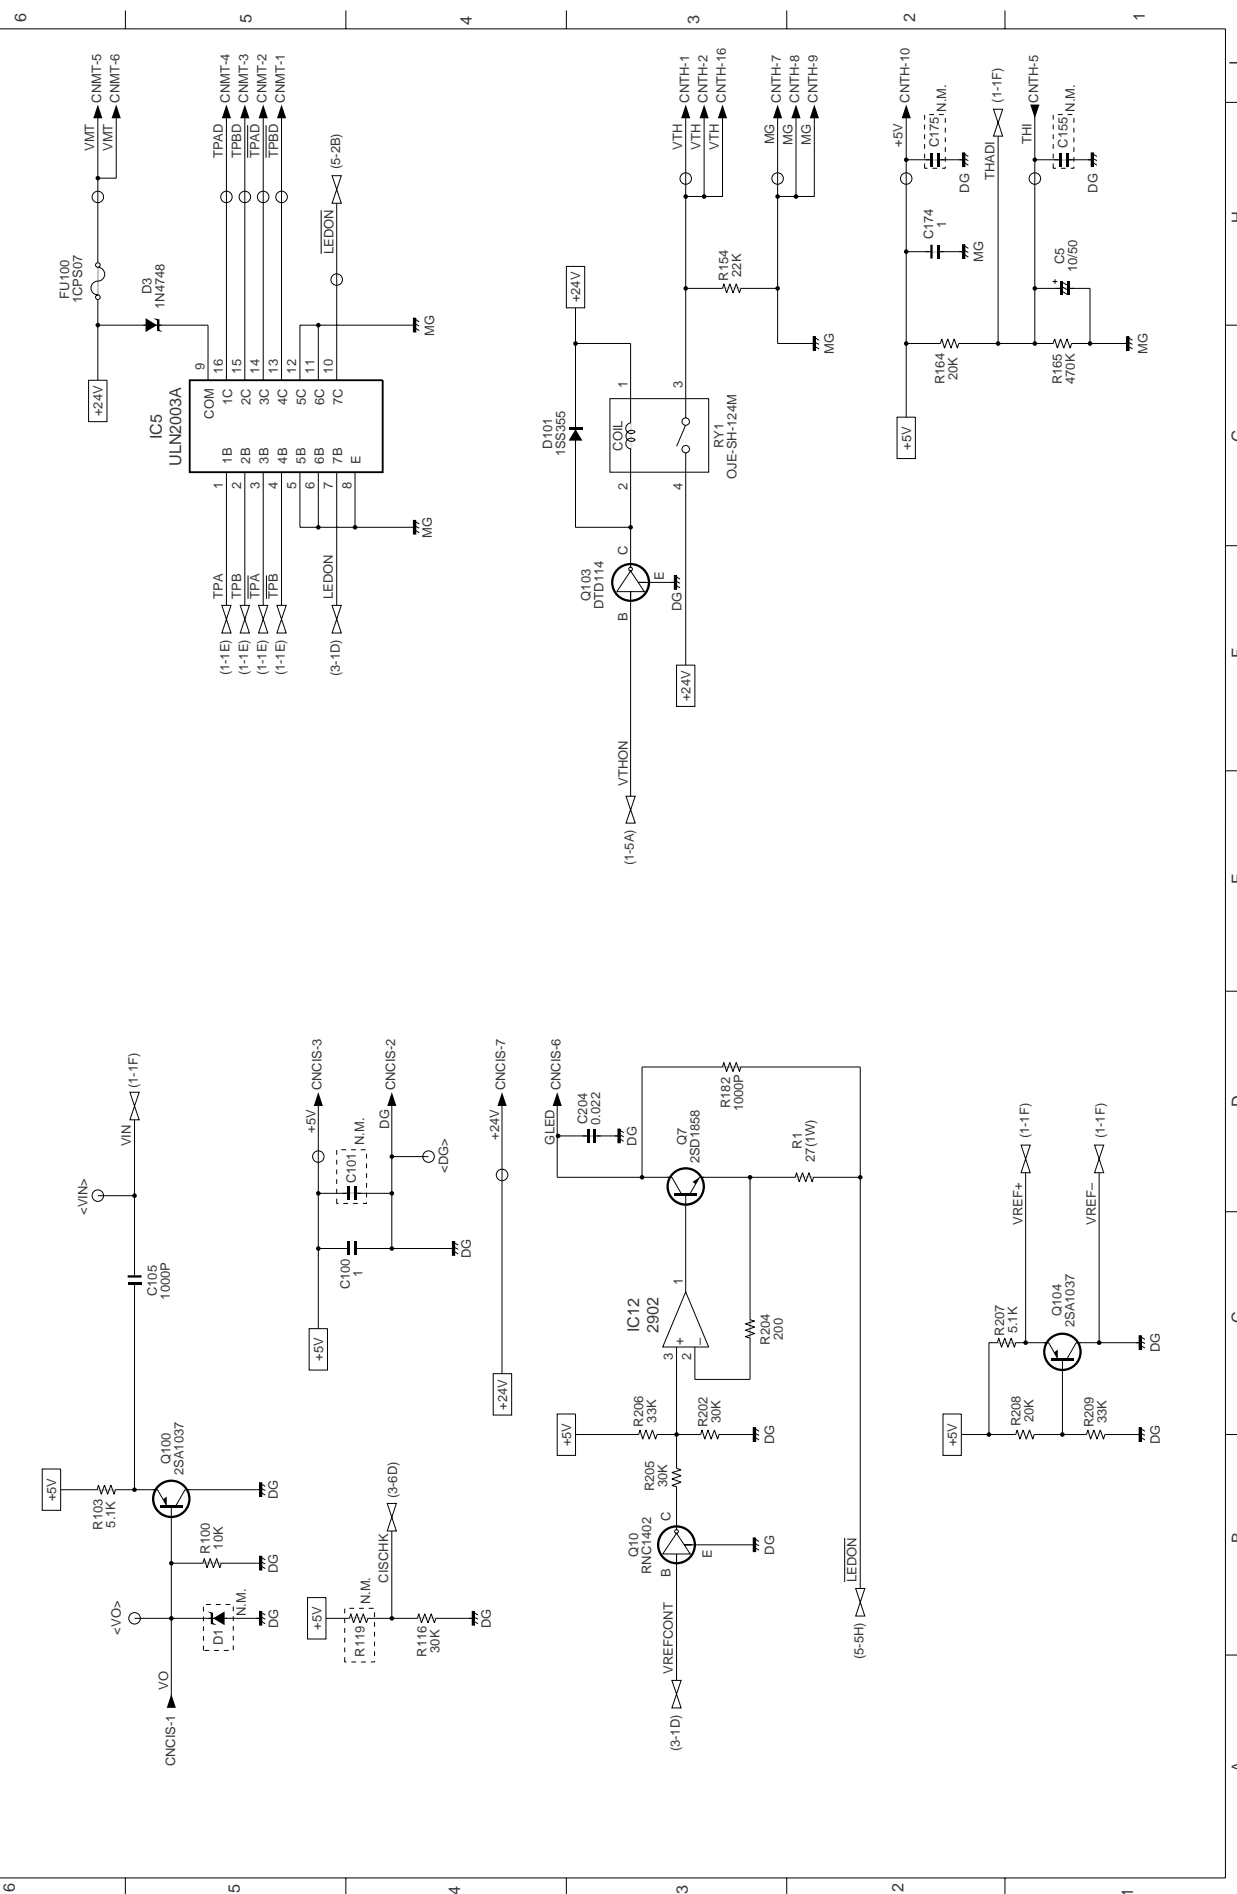 6
5
4
3
2
1
+24V
FU100
1CPS07
VMT
CNMT-5
VMT
CNMT-6
D3
1N4748
IC5
ULN2003A
COM
9
(1-1E)
TPA
1
1B
1C
16
TPAD
CNMT-4
(1-1E)
TPB
2
2B
2C
15
TPBD
CNMT-3
(1-1E)
TPA
3
3B
3C
14
TPAD
CNMT-2
(1-1E)
TPB
4
4B
4C
13
TPBD
CNMT-1
5
5B
5C
12
6
6B
6C
11
(3-1D)
LEDON
7
7B
7C
10
LEDON
(5-2B)
8
E
MG
MG
+24V
D101
1SS355
(1-5A)
VTHON
Q103
DTD114
B
C
E
DG
2
COIL
1
+24V
4
3
RY1
OJE-SH-124M
R154
22K
VTH
CNTH-1
VTH
CNTH-2
VTH
CNTH-16
MG
CNTH-7
MG
CNTH-8
MG
CNTH-9
MG
+5V
+5V
CNTH-10
C174
1
MG
C175
N.M.
DG
R164
20K
THADI
(1-1F)
THI
CNTH-5
R165
470K
C5
+
10/50
C155
N.M.
DG
MG
+5V
R103
5.1K
Q100
2SA1037
C105
1000P
<VIN>
VIN
(1-1F)
CNCIS-1
VO
<VO>
D1
N.M.
DG
R100
10K
DG
DG
+5V
R119
N.M.
CISCHK
(3-6D)
R116
30K
DG
+5V
C100
1
C101
N.M.
+5V
CNCIS-3
DG
CNCIS-2
<DG>
DG
+24V
+24V
CNCIS-7
(3-1D)
VREFCONT
Q10
RNC1402
B
C
E
DG
R205
30K
+5V
R206
33K
R202
30K
DG
IC12
2902
3
+
2
–
1
R204
200
Q7
2SD1858
GLED
CNCIS-6
C204
0.022
DG
R182
1000P
R1
27(1W)
(5-5H)
LEDON
+5V
R207
5.1K
R208
20K
R209
33K
Q104
2SA1037
VREF+
(1-1F)
VREF–
(1-1F)
DG
DG
6
5
4
3
2